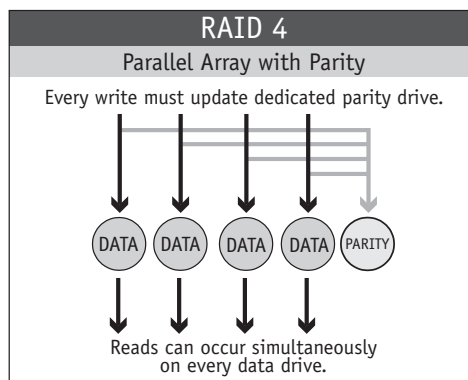 RAID 4
Parallel Array with Parity
Every write must update dedicated parity drive.
DATA DATA DATA DATA PARITY
Reads can occur simultaneously
on every data drive.